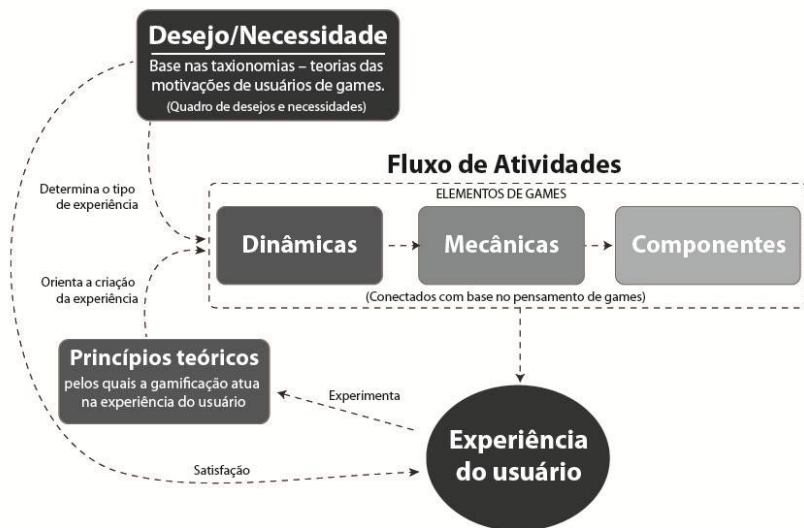 Desejo/Necessidade
Base nas taxionomias – teorias das
motivações de usuários de games.
(Quadro de desejos e necessidades)
Fluxo de Atividades
Determina o tipo
de experiência
ELEMENTOS DE GAMES
Dinâmicas
Mecânicas
Componentes
(Conectados com base no pensamento de games)
Orienta a criação
da experiência
Princípios teóricos
pelos quais a gamificação atua
na experiência do usuário
Experimenta
Experiência
do usuário
Satisfação